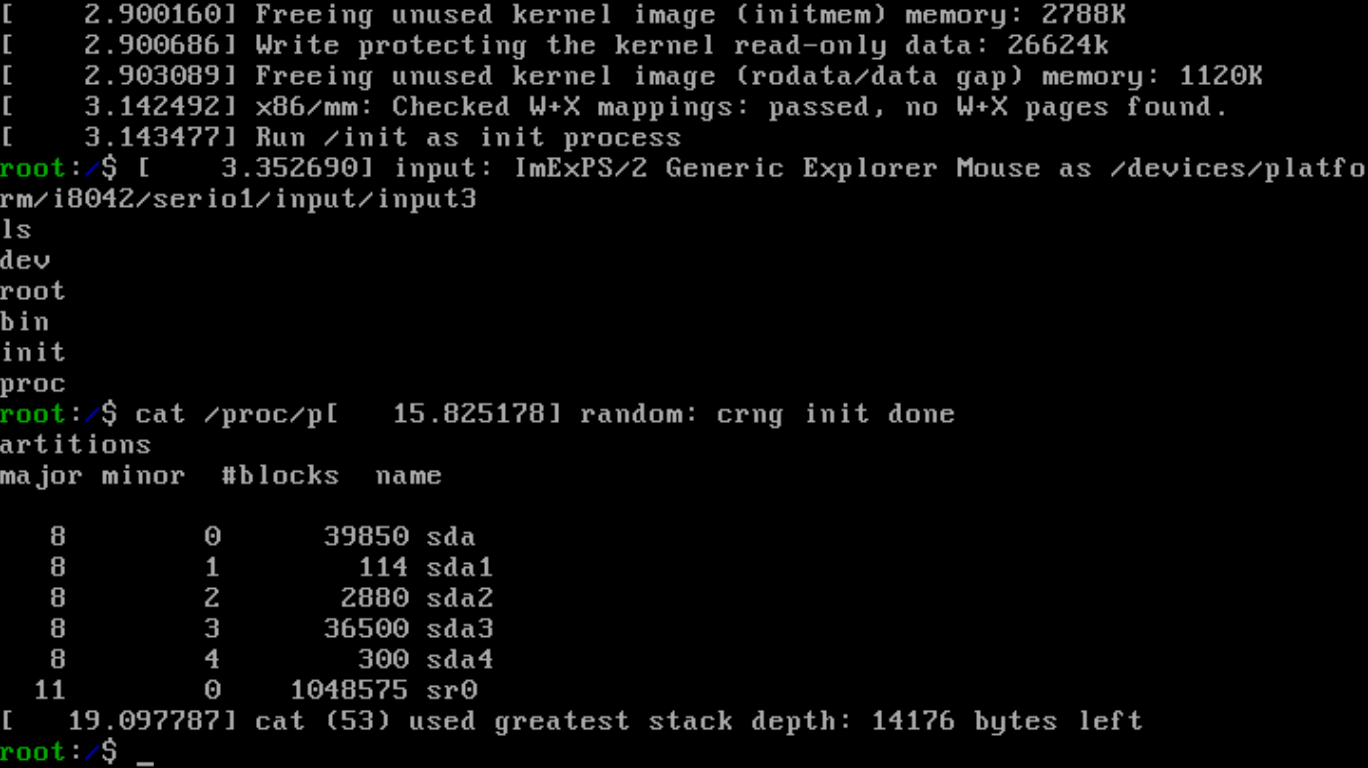 [    2.900160] Freeing unused kernel image (initmem) memory: 2788K
[    2.900686] Write protecting the kernel read-only data: 26624k
[    2.903089] Freeing unused kernel image (rodata/data gap) memory: 1120K
[    3.142492] x86/mm: Checked W+X mappings: passed, no W+X pages found.
[    3.143477] Run /init as init process
root:/$ [    3.352690] input: ImExPS/2 Generic Explorer Mouse as /devices/platfo
rm/i8042/serio1/input/input3
ls
dev
root
bin
init
proc
root:/$ cat /proc/p[   15.825178] random: crng init done
artitions
major minor  #blocks  name

   8        0      39850 sda
   8        1        114 sda1
   8        2       2880 sda2
   8        3      36500 sda3
   8        4        300 sda4
  11        0    1048575 sr0
[   19.097787] cat (53) used greatest stack depth: 14176 bytes left
root:/$ _